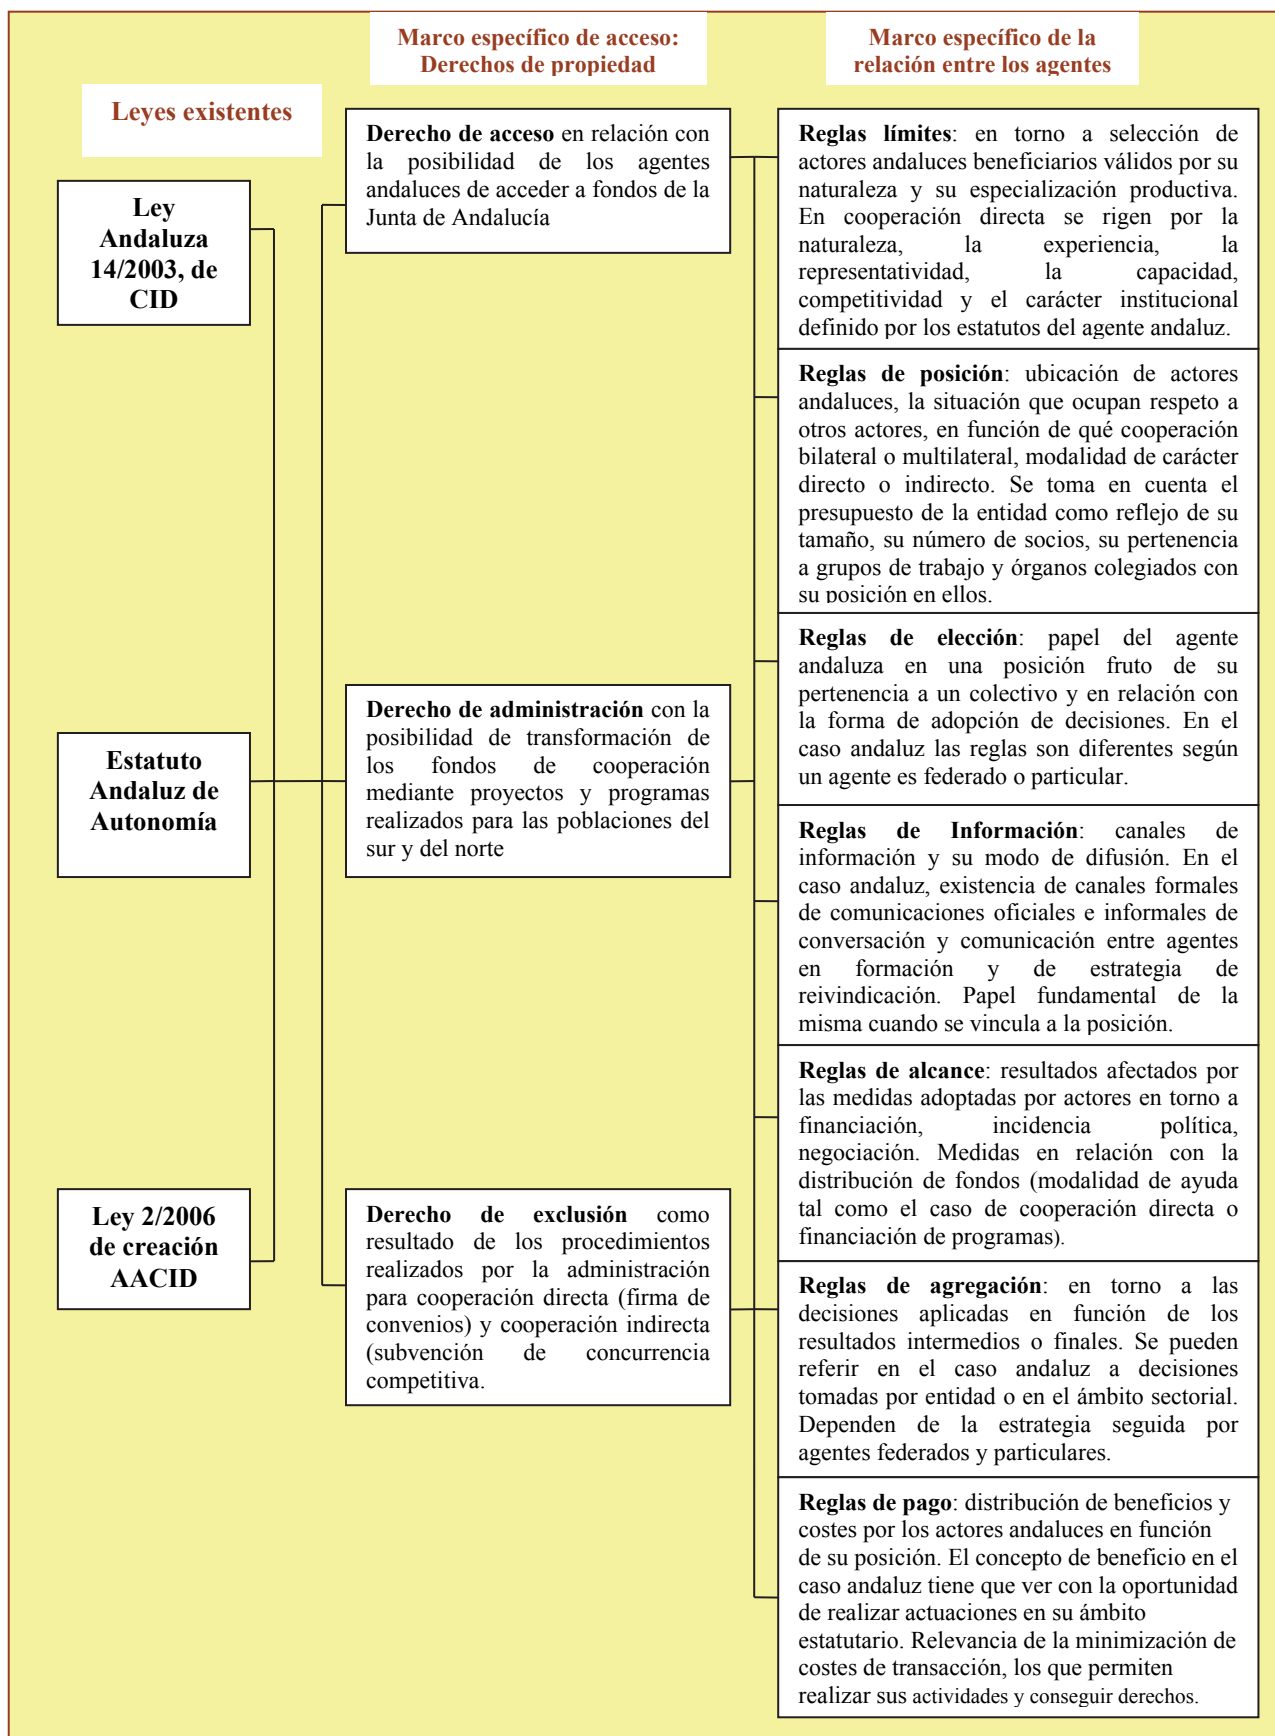 Leyes existentes
Ley
Andaluza
14/2003, de
CID
Estatuto
Andaluz de
Autonomía
Ley 2/2006
de creación
AACID
Marco específico de acceso:
Derechos de propiedad
Derecho de acceso en relación con
la posibilidad de los agentes
andaluces de acceder a fondos de la
Junta de Andalucía
Derecho de administración con la
posibilidad de transformación de
los fondos de cooperación
mediante proyectos y programas
realizados para las poblaciones del
sur y del norte
Derecho de exclusión como
resultado de los procedimientos
realizados por la administración
para cooperación directa (firma de
convenios) y cooperación indirecta
(subvención de concurrencia
competitiva.
Marco específico de la
relación entre los agentes
Reglas límites: en torno a selección de
actores andaluces beneficiarios válidos por su
naturaleza y su especialización productiva.
En cooperación directa se rigen por la
naturaleza, la experiencia, la
representatividad, la capacidad,
competitividad y el carácter institucional
definido por los estatutos del agente andaluz.
Reglas de posición: ubicación de actores
andaluces, la situación que ocupan respeto a
otros actores, en función de qué cooperación
bilateral o multilateral, modalidad de carácter
directo o indirecto. Se toma en cuenta el
presupuesto de la entidad como reflejo de su
tamaño, su número de socios, su pertenencia
a grupos de trabajo y órganos colegiados con
su posición en ellos.
Reglas de elección: papel del agente
andaluza en una posición fruto de su
pertenencia a un colectivo y en relación con
la forma de adopción de decisiones. En el
caso andaluz las reglas son diferentes según
un agente es federado o particular.
Reglas de Información: canales de
información y su modo de difusión. En el
caso andaluz, existencia de canales formales
de comunicaciones oficiales e informales de
conversación y comunicación entre agentes
en formación y de estrategia de
reivindicación. Papel fundamental de la
misma cuando se vincula a la posición.
Reglas de alcance: resultados afectados por
las medidas adoptadas por actores en torno a
financiación, incidencia política,
negociación. Medidas en relación con la
distribución de fondos (modalidad de ayuda
tal como el caso de cooperación directa o
financiación de programas).
Reglas de agregación: en torno a las
decisiones aplicadas en función de los
resultados intermedios o finales. Se pueden
referir en el caso andaluz a decisiones
tomadas por entidad o en el ámbito sectorial.
Dependen de la estrategia seguida por
agentes federados y particulares.
Reglas de pago: distribución de beneficios y
costes por los actores andaluces en función
de su posición. El concepto de beneficio en el
caso andaluz tiene que ver con la oportunidad
de realizar actuaciones en su ámbito
estatutario. Relevancia de la minimización de
costes de transacción, los que permiten
realizar sus actividades y conseguir derechos.